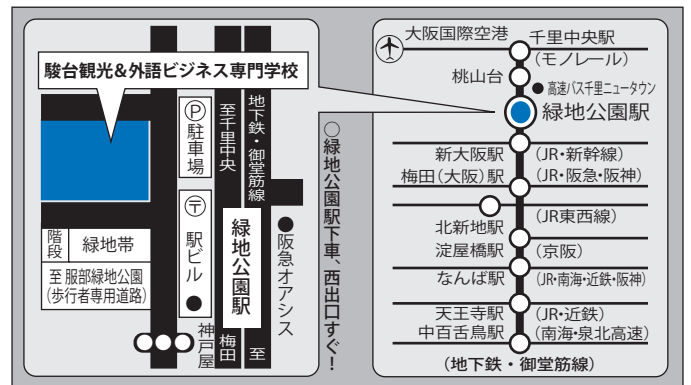 駿台観光&外語ビジネス専門学校
Ⓟ駐車場
至千里中央
地下鉄・御堂筋線
〒
駅ビル●
緑地公園駅
●阪急オアシス
階段
緑地帯
至 服部緑地公園
(歩行者専用道路)
神戸屋
梅田
至
○緑地公園駅下車、西出口すぐ!
大阪国際空港
千里中央駅
(モノレール)
桃山台
● 高速バス千里ニュータウン
緑地公園駅
新大阪駅
(JR・新幹線)
梅田(大阪)駅
(JR・阪急・阪神)
北新地駅
(JR東西線)
淀屋橋駅
(京阪)
なんば駅
(JR・南海・近鉄・阪神)
天王寺駅
(JR・近鉄)
中百舌鳥駅
(南海・泉北高速)
(地下鉄・御堂筋線)